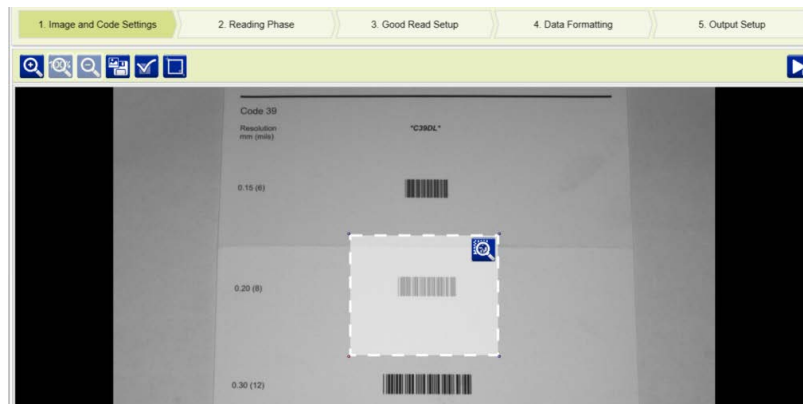 1. Image and Code Settings
2. Reading Phase
3. Good Read Setup
4. Data Formatting
5. Output Setup
Code 39
Resolution
mm (mils)
"C39DL"
0.15 (6)
0.20 (8)
0.30 (12)